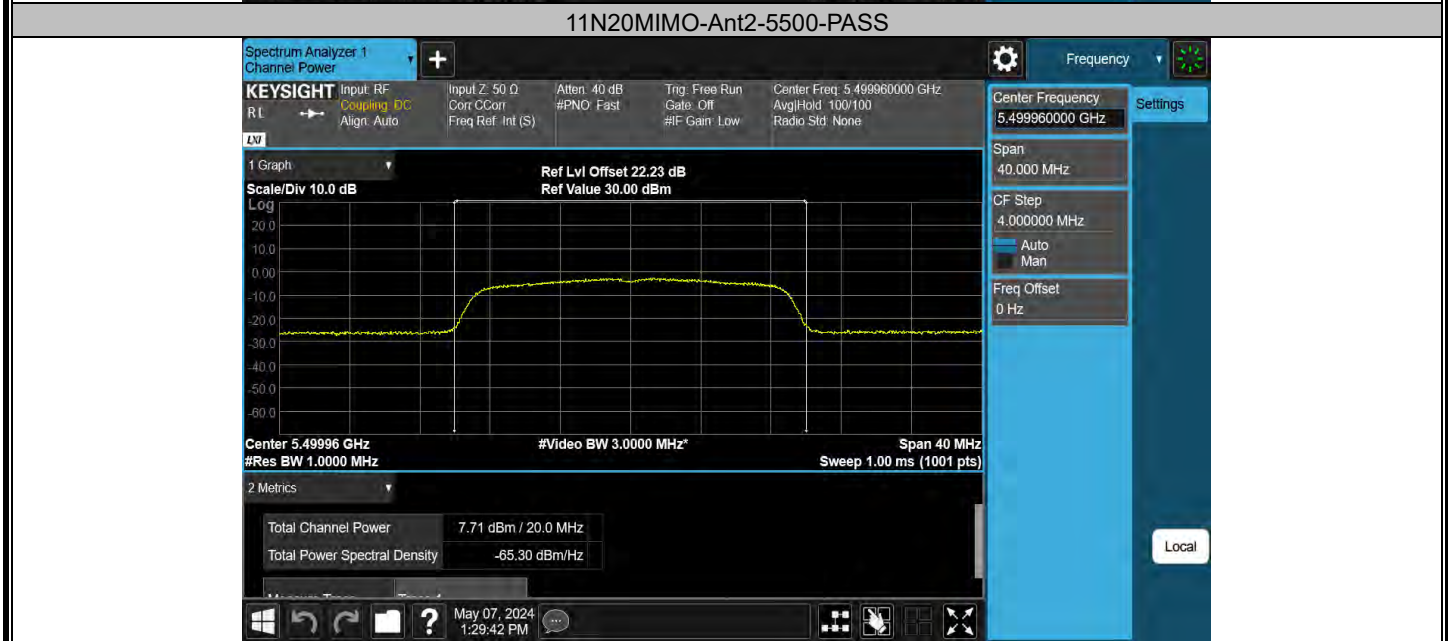 11N20MIMO-Ant2-5500-PASS
Spectrum Analyzer 1
Channel Power
+
Frequency
KEYSIGHT
RL
LXI
Input: RF
Coupling: DC
Align: Auto
Input Z: 50 Ω
Corr CCorr
Freq Ref: Int (S)
Atten: 40 dB
#PNO: Fast
Trig: Free Run
Gate: Off
#IF Gain: Low
Center Freq: 5.499960000 GHz
Avg|Hold: 100/100
Radio Std: None
Center Frequency
5.499960000 GHz
Settings
Span
40.000 MHz
CF Step
4.000000 MHz
Auto
Man
Freq Offset
0 Hz
1 Graph
Scale/Div 10.0 dB
Ref Lvl Offset 22.23 dB
Ref Value 30.00 dBm
Log
20.0
10.0
0.00
-10.0
-20.0
-30.0
-40.0
-50.0
-60.0
Center 5.49996 GHz
#Video BW 3.0000 MHz*
Span 40 MHz
#Res BW 1.0000 MHz
Sweep 1.00 ms (1001 pts)
2 Metrics
Total Channel Power 7.71 dBm / 20.0 MHz
Total Power Spectral Density -65.30 dBm/Hz
Local
?
May 07, 2024
1:29:42 PM